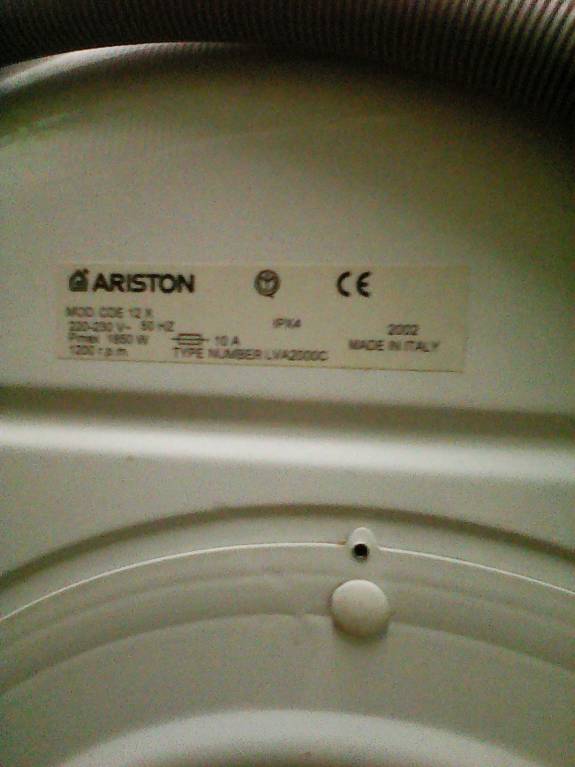 ARISTON
CE
MOD. CDE 12 X
220-230 V~ 50 HZ
IPX4
2002
Pmax 1850 W
10 A
MADE IN ITALY
1200 r.p.m.
TYPE NUMBER LVA2000C